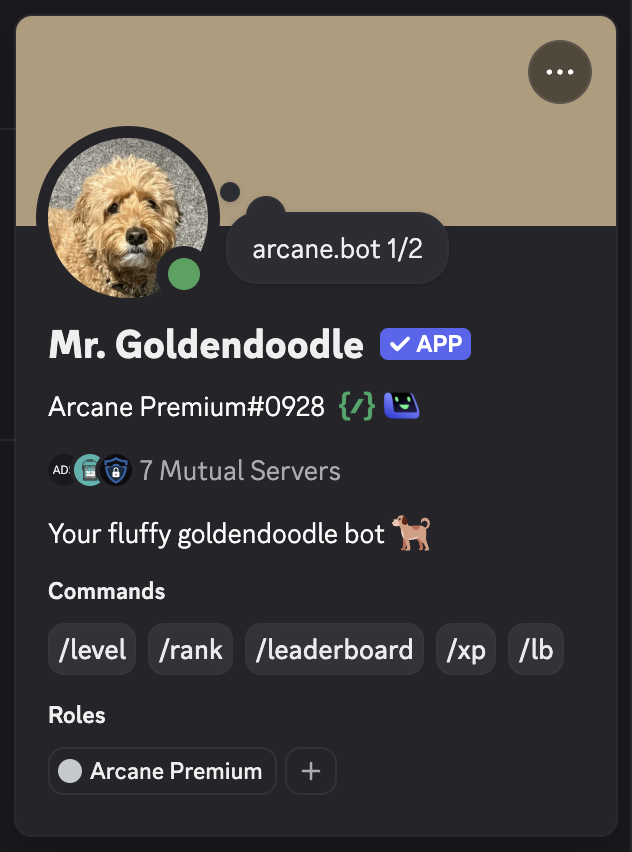 arcane.bot 1/2
Mr. Goldendoodle ✓ APP
Arcane Premium#0928 {/}
AD 7 Mutual Servers
Your fluffy goldendoodle bot 🐕
Commands
/level /rank /leaderboard /xp /lb
Roles
Arcane Premium +